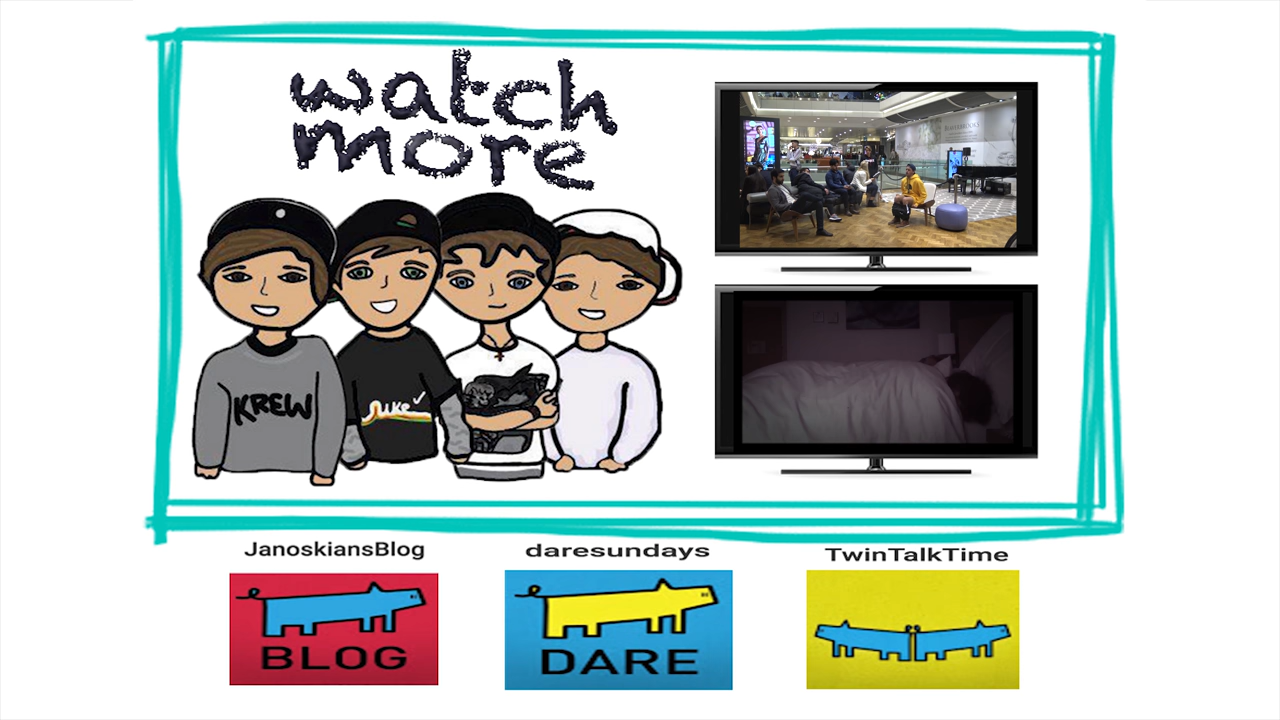 watch
more
KREW
JanoskiansBlog
daresundays
TwinTalkTime
BLOG
DARE